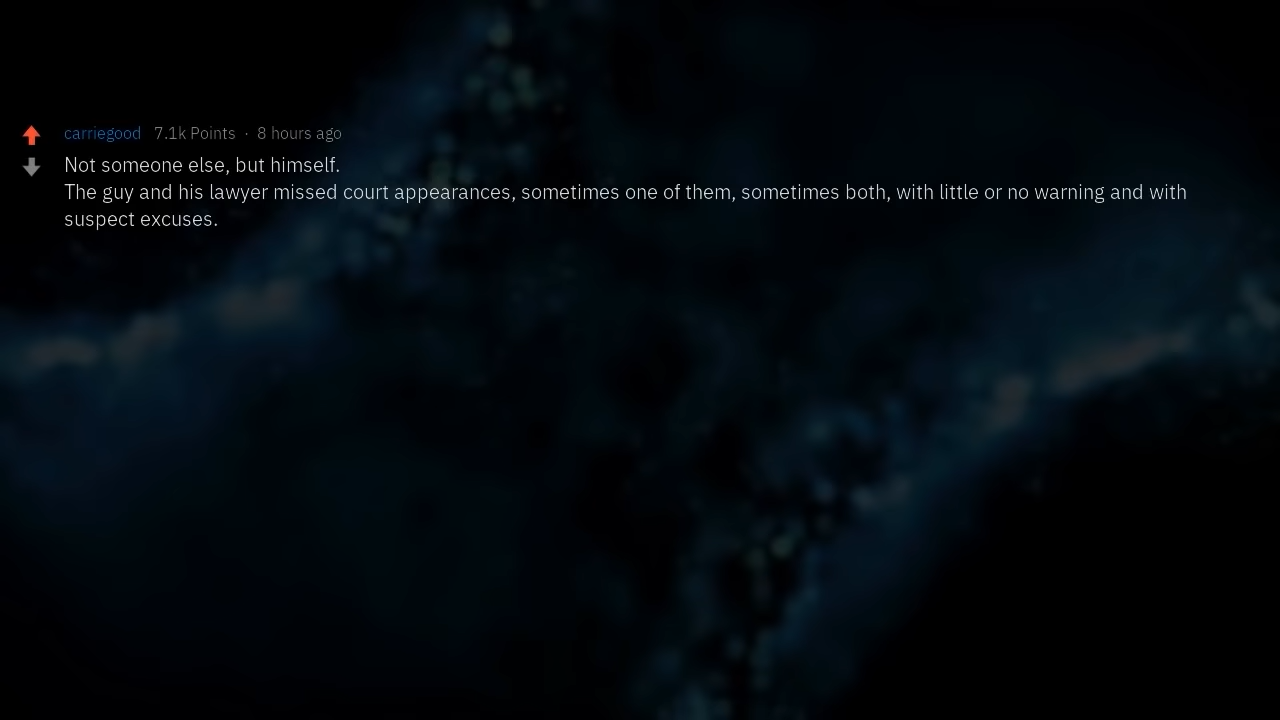 carriegood 7.1k Points · 8 hours ago
Not someone else, but himself.
The guy and his lawyer missed court appearances, sometimes one of them, sometimes both, with little or no warning and with
suspect excuses.